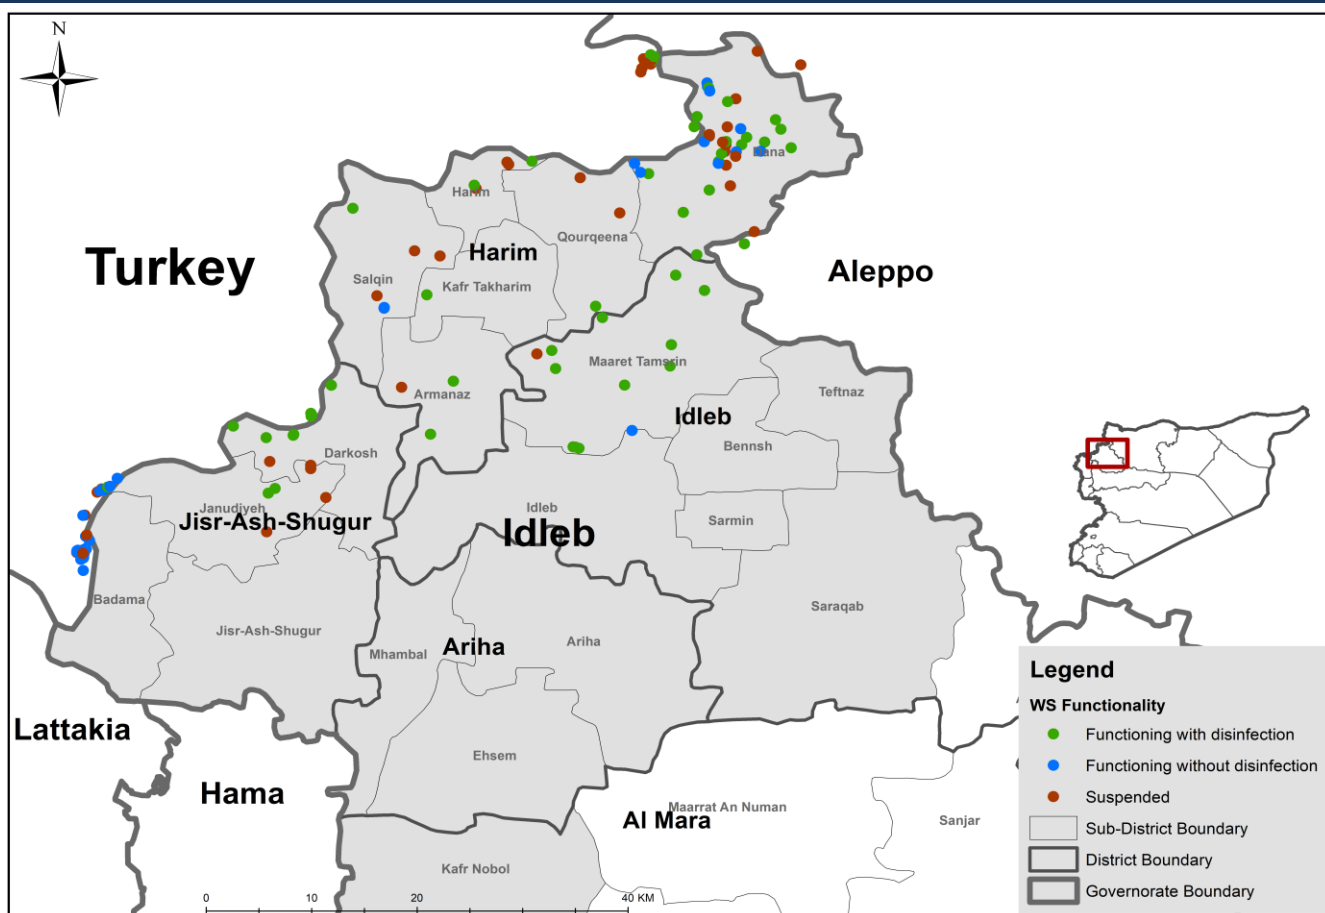 N
Dana
Harim
Turkey
Harim
Qourqeena
Aleppo
Salqin
Kafr Takharim
Maaret Tamsrin
Armanaz
Teftnaz
Idleb
Bennsh
Darkosh
Janudiyeh
Jisr-Ash-Shugur
Idleb
Idleb
Sarmin
Badama
Saraqab
Jisr-Ash-Shugur
Ariha
Ariha
Mhambal
Lattakia
Ehsem
Hama
Al Mara
Maarrat An Numan
Sanjar
Kafr Nobol
0 10 20 40 KM
Legend
WS Functionality
Functioning with disinfection
Functioning without disinfection
Suspended
Sub-District Boundary
District Boundary
Governorate Boundary